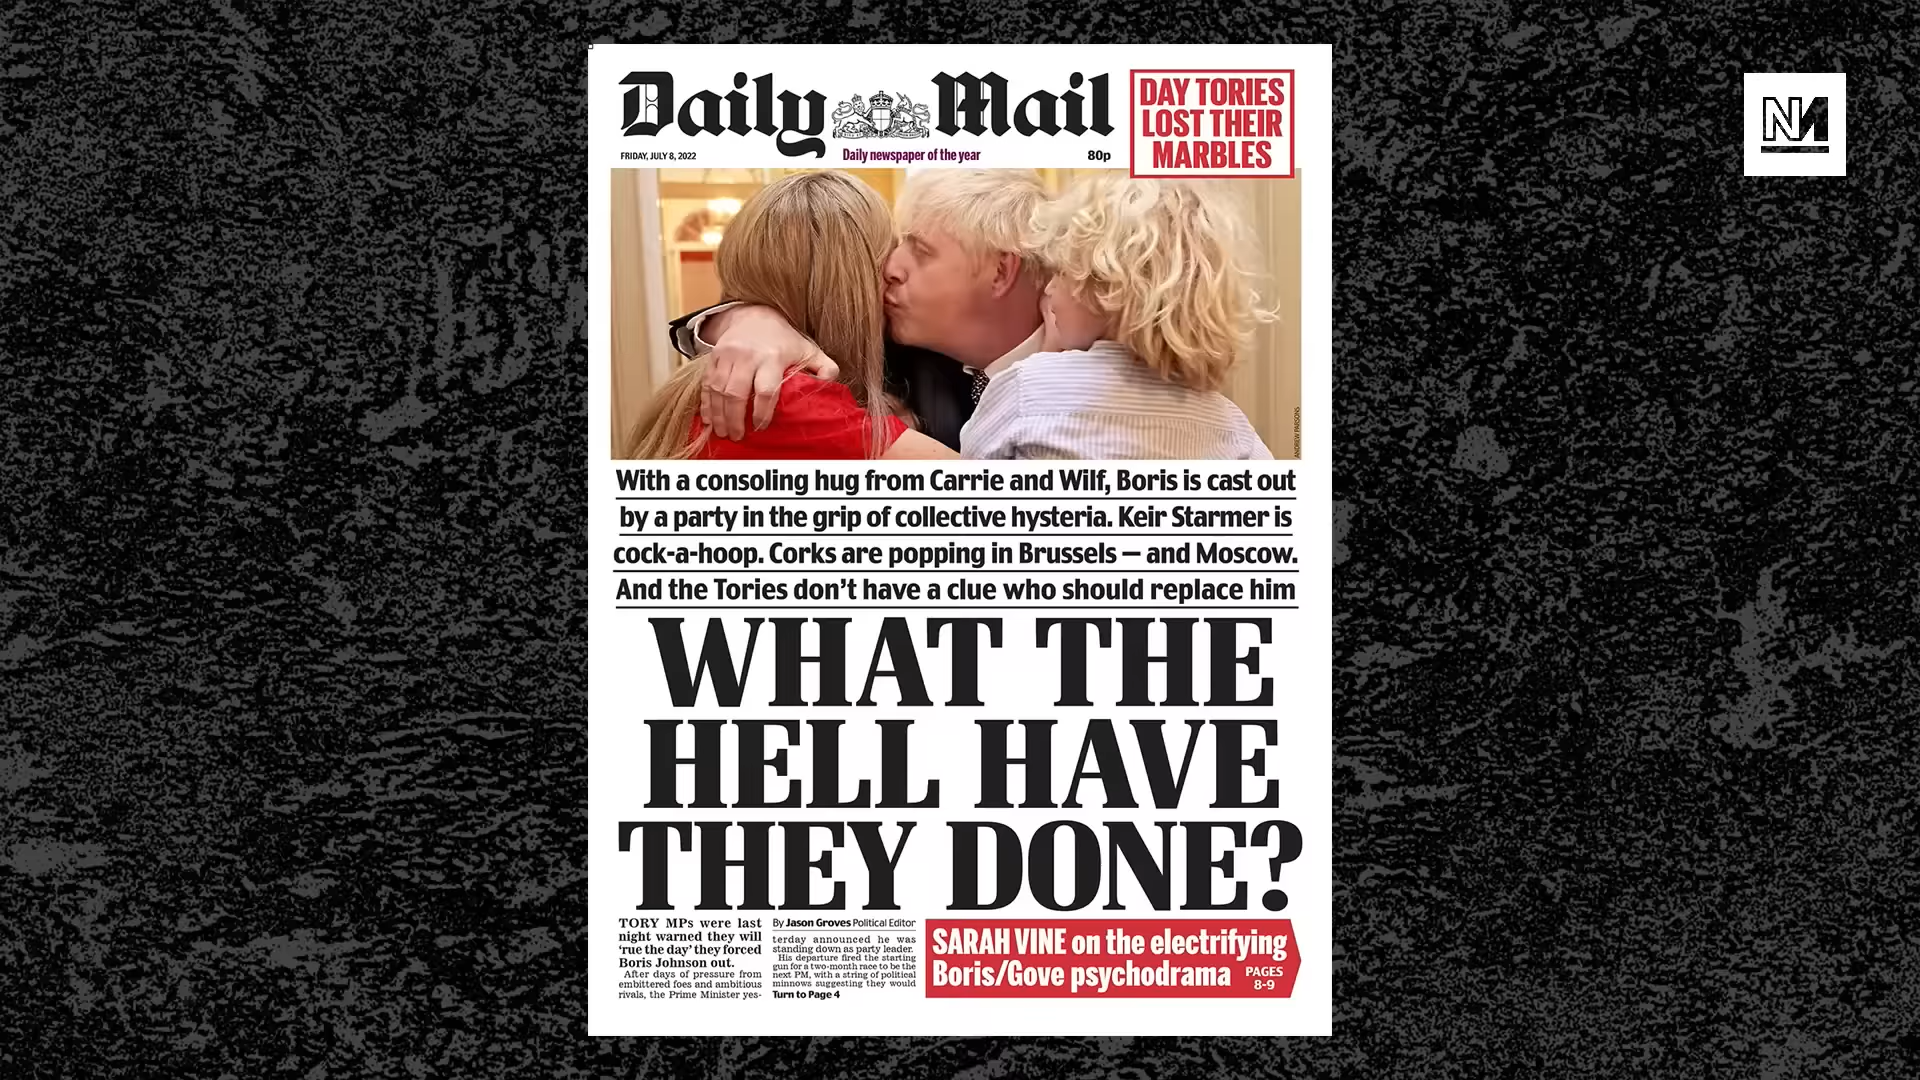 Daily Mail
DAY TORIES
LOST THEIR
MARBLES
FRIDAY, JULY 8, 2022
Daily newspaper of the year
80p
ANDREW PARSONS
With a consoling hug from Carrie and Wilf, Boris is cast out
by a party in the grip of collective hysteria. Keir Starmer is
cock-a-hoop. Corks are popping in Brussels – and Moscow.
And the Tories don't have a clue who should replace him
WHAT THE
HELL HAVE
THEY DONE?
TORY MPs were last
night warned they will
'rue the day' they forced
Boris Johnson out.
After days of pressure from
embittered foes and ambitious
rivals, the Prime Minister yes-
By Jason Groves Political Editor
terday announced he was
standing down as party leader.
His departure fired the starting
gun for a two-month race to be the
next PM, with a string of political
minnows suggesting they would
Turn to Page 4
SARAH VINE on the electrifying
Boris/Gove psychodrama
PAGES
8-9
NM